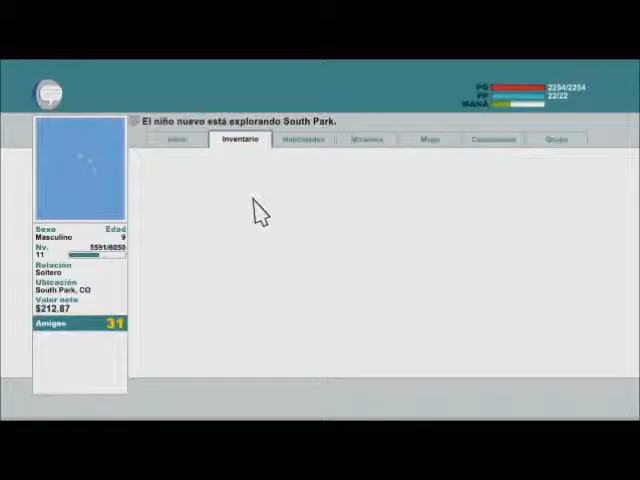 PG 2254/2254
PP 22/22
MANÁ
El niño nuevo está explorando South Park.
Inicio Inventario Habilidades Misiones Mapa Grupo
Sexo Edad
Masculino 9
Nv. 5591/6050
11
Relación
Soltero
Ubicación
South Park, CO
Valor neto
$212.87
Amigos 31